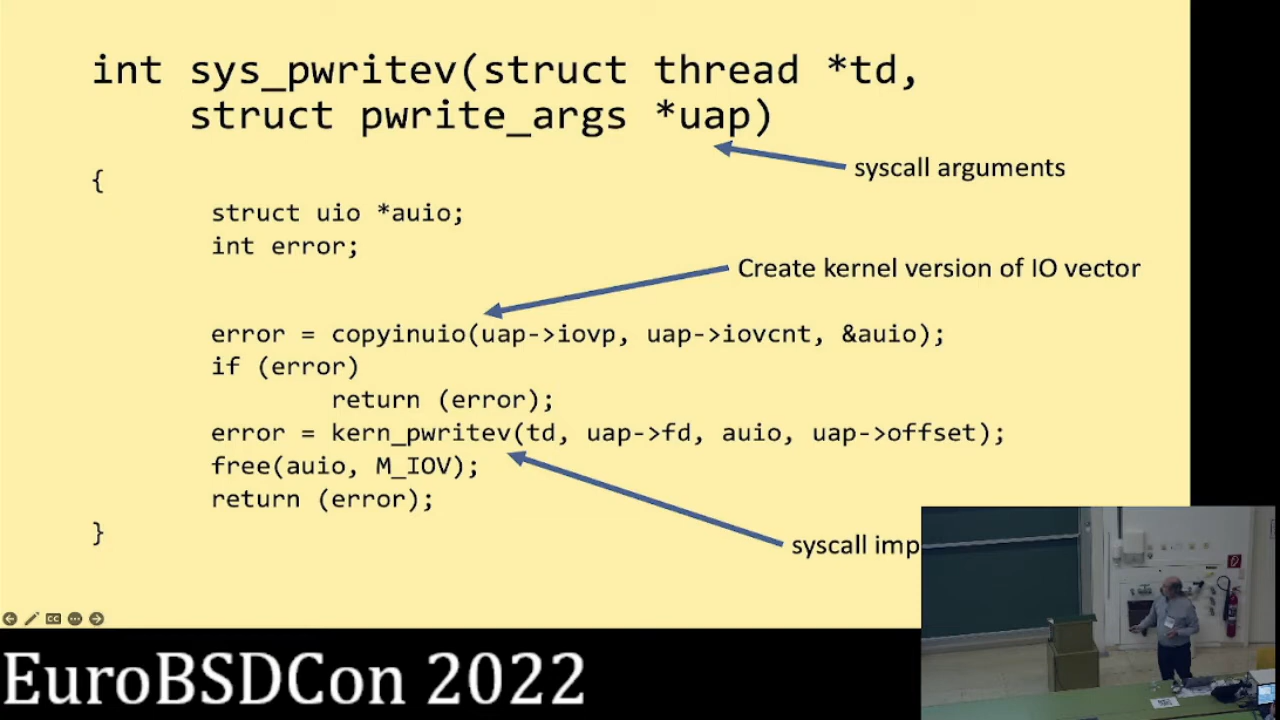 int sys_pwritev(struct thread *td,
struct pwrite_args *uap)
syscall arguments
{
struct uio *auio;
int error;
Create kernel version of IO vector
error = copyinuio(uap->iovp, uap->iovcnt, &auio);
if (error)
return (error);
error = kern_pwritev(td, uap->fd, auio, uap->offset);
free(auio, M_IOV);
return (error);
syscall imp
}
CC
EuroBSDCon 2022